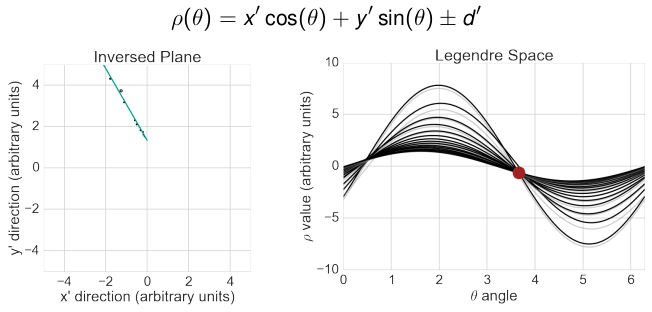 ρ(θ) = x′ cos(θ) + y′ sin(θ) ± d′
Inversed Plane
4
2
0
−2
−4
y' direction (arbitrary units)
−4 −2 0 2 4
x' direction (arbitrary units)
Legendre Space
10
5
0
−5
−10
ρ value (arbitrary units)
0 1 2 3 4 5 6
θ angle